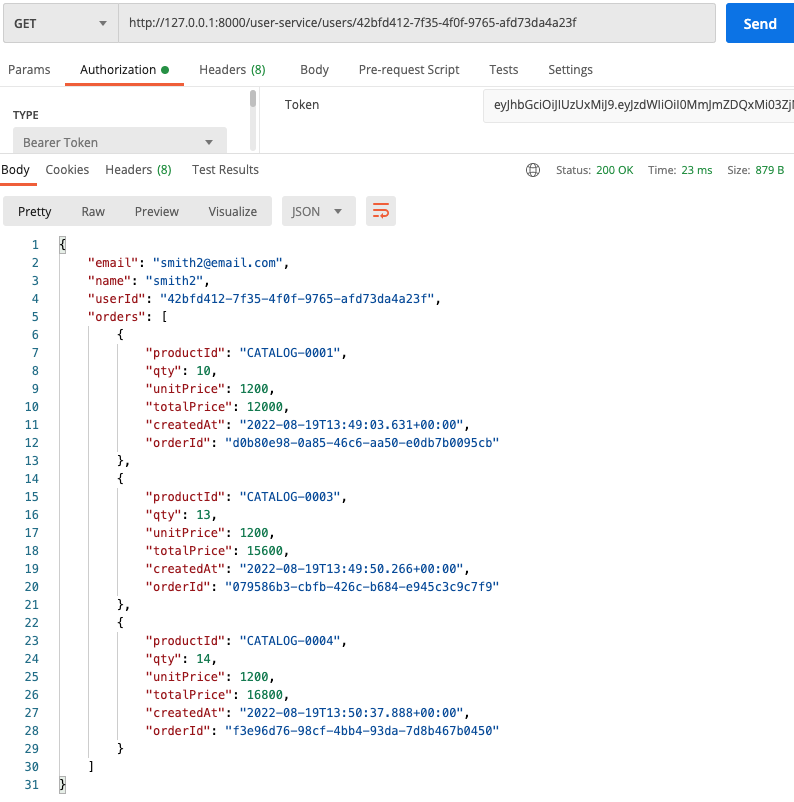 GET http://127.0.0.1:8000/user-service/users/42bfd412-7f35-4f0f-9765-afd73da4a23f Send
Params Authorization Headers (8) Body Pre-request Script Tests Settings
TYPE
Bearer Token
Token
Body Cookies Headers (8) Test Results Status: 200 OK Time: 23 ms Size: 879 B
Pretty Raw Preview Visualize JSON
1 {
2 "email": "smith2@email.com",
3 "name": "smith2",
4 "userId": "42bfd412-7f35-4f0f-9765-afd73da4a23f",
5 "orders": [
6 {
7 "productId": "CATALOG-0001",
8 "qty": 10,
9 "unitPrice": 1200,
10 "totalPrice": 12000,
11 "createdAt": "2022-08-19T13:49:03.631+00:00",
12 "orderId": "d0b80e98-0a85-46c6-aa50-e0db7b0095cb"
13 },
14 {
15 "productId": "CATALOG-0003",
16 "qty": 13,
17 "unitPrice": 1200,
18 "totalPrice": 15600,
19 "createdAt": "2022-08-19T13:49:50.266+00:00",
20 "orderId": "079586b3-cbfb-426c-b684-e945c3c9c7f9"
21 },
22 {
23 "productId": "CATALOG-0004",
24 "qty": 14,
25 "unitPrice": 1200,
26 "totalPrice": 16800,
27 "createdAt": "2022-08-19T13:50:37.888+00:00",
28 "orderId": "f3e96d76-98cf-4bb4-93da-7d8b467b0450"
29 }
30 ]
31 }